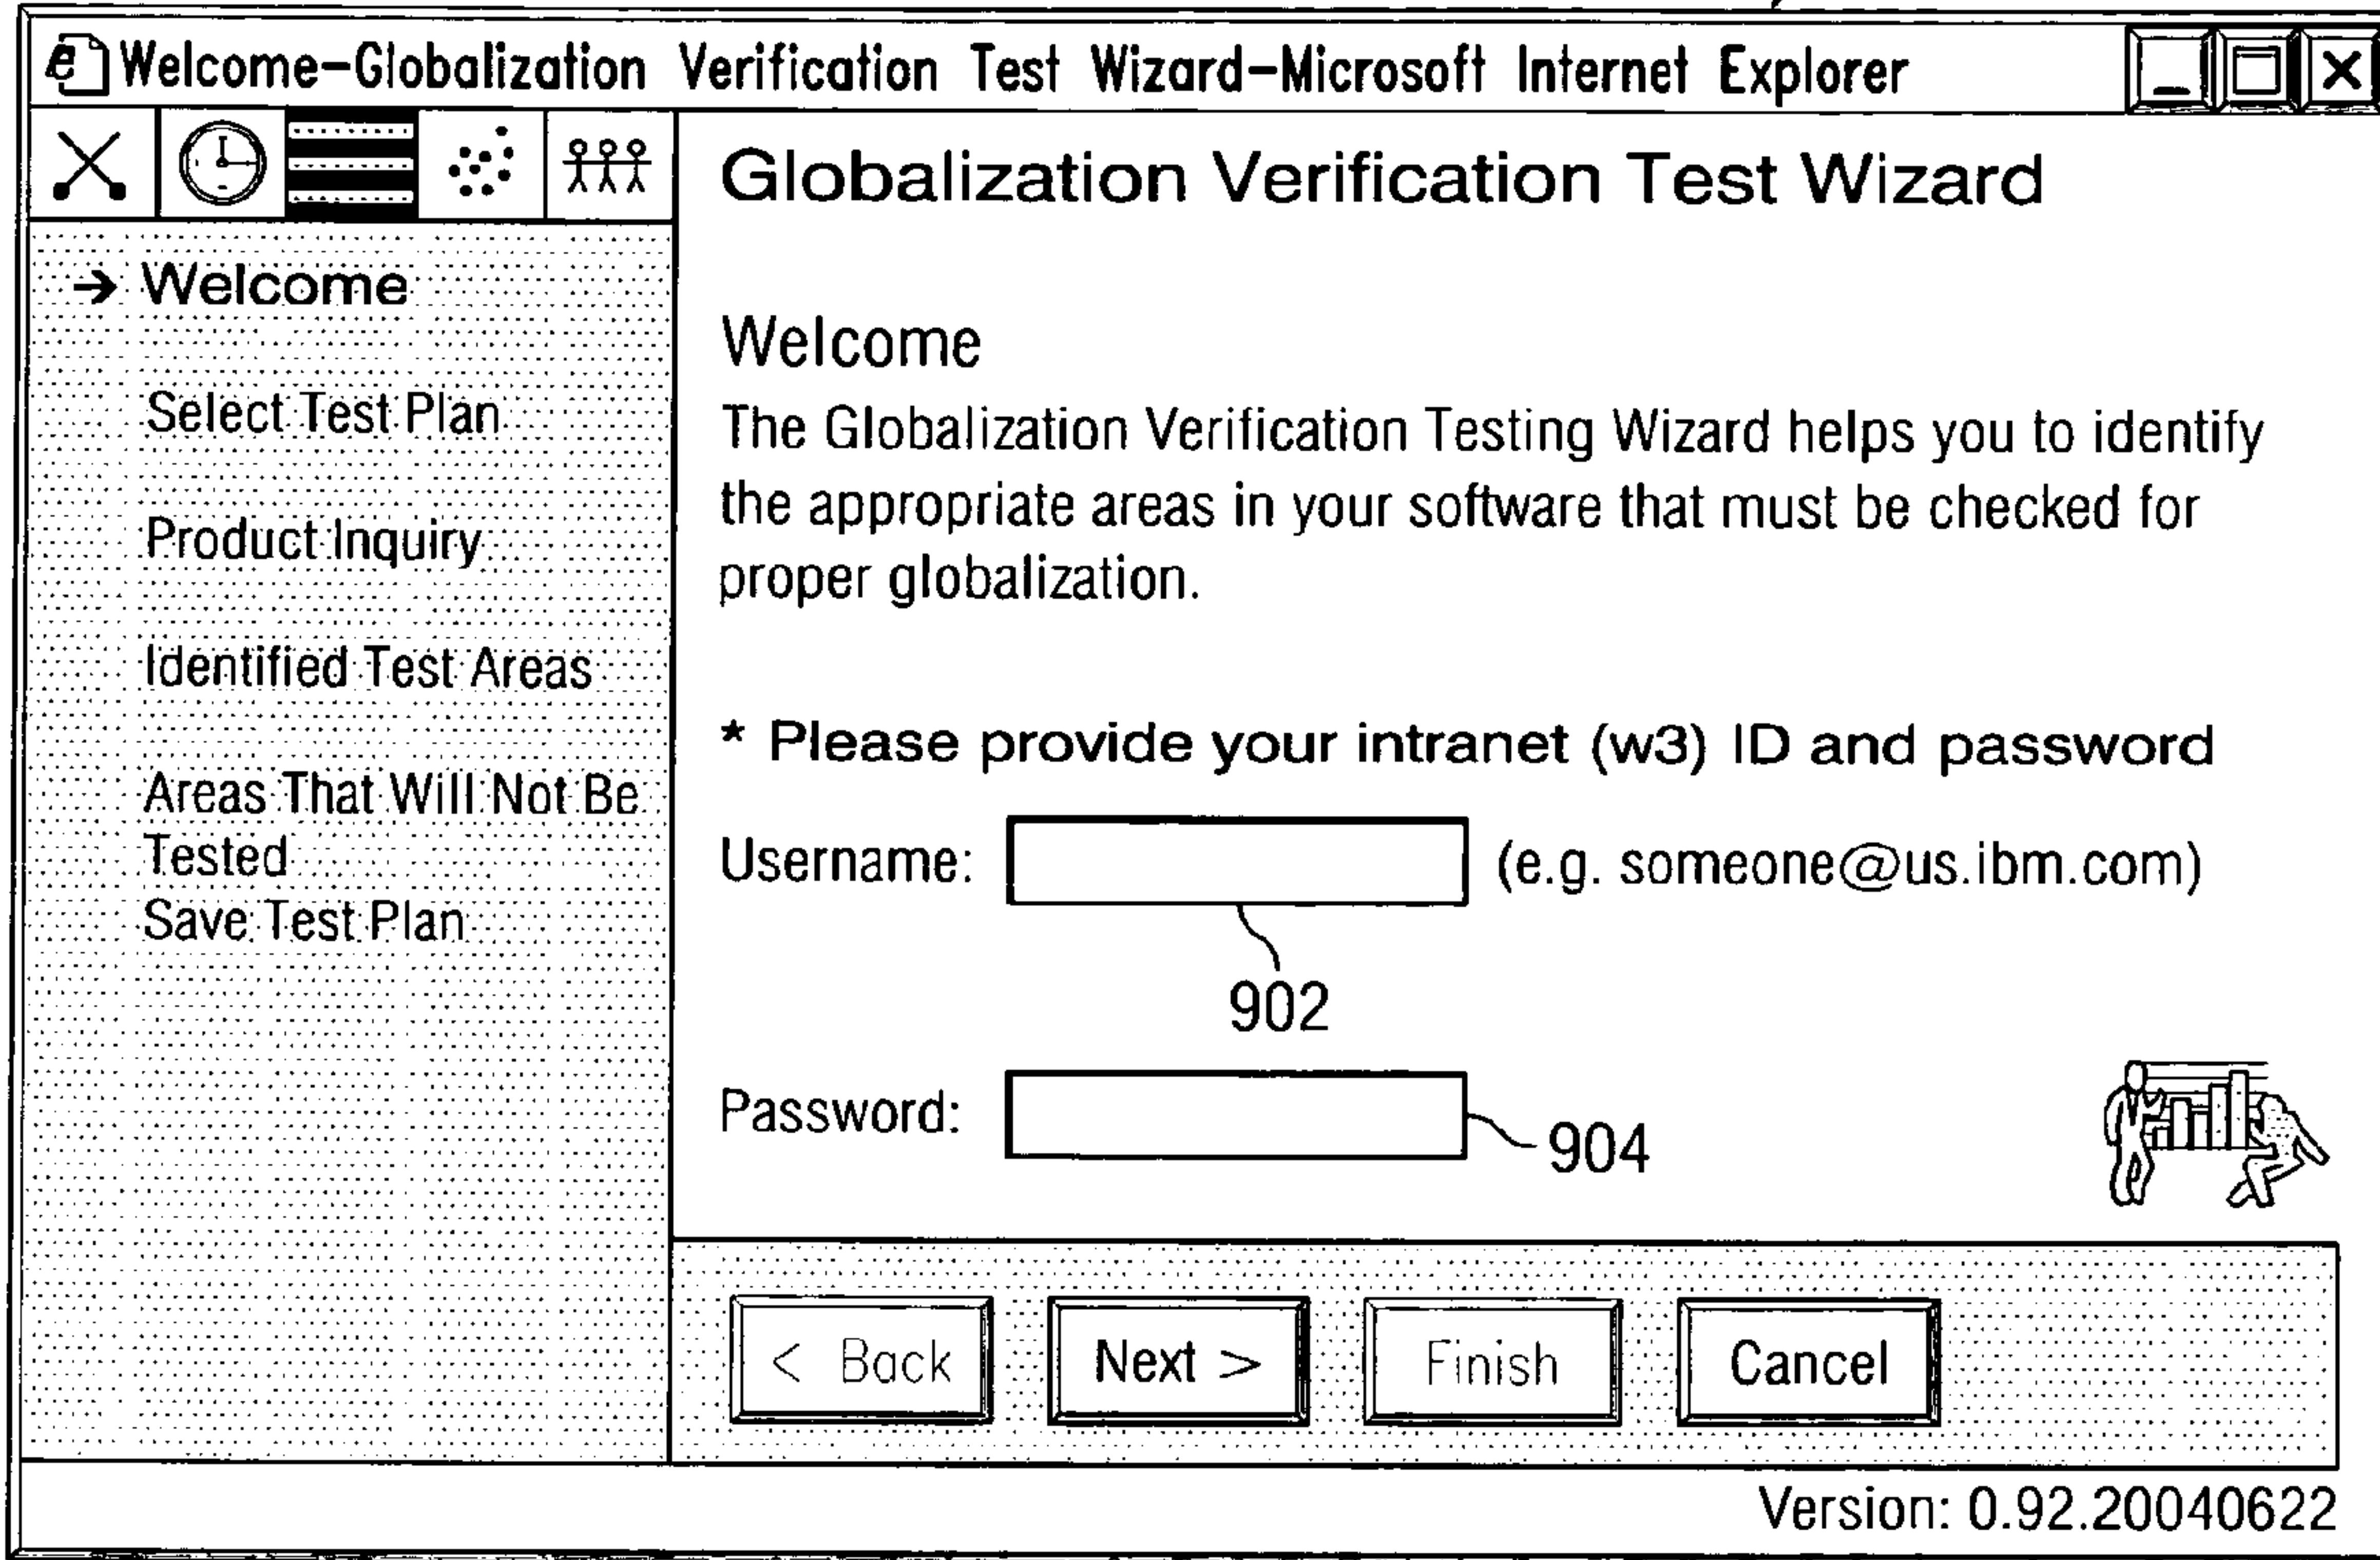 Welcome-Globalization Verification Test Wizard-Microsoft Internet Explorer
Globalization Verification Test Wizard
→ Welcome
Select Test Plan
Product Inquiry
Identified Test Areas
Areas That Will Not Be
Tested
Save Test Plan
Welcome
The Globalization Verification Testing Wizard helps you to identify
the appropriate areas in your software that must be checked for
proper globalization.
* Please provide your intranet (w3) ID and password
Username: (e.g. someone@us.ibm.com)
902
Password:
904
< Back Next > Finish Cancel
Version: 0.92.20040622